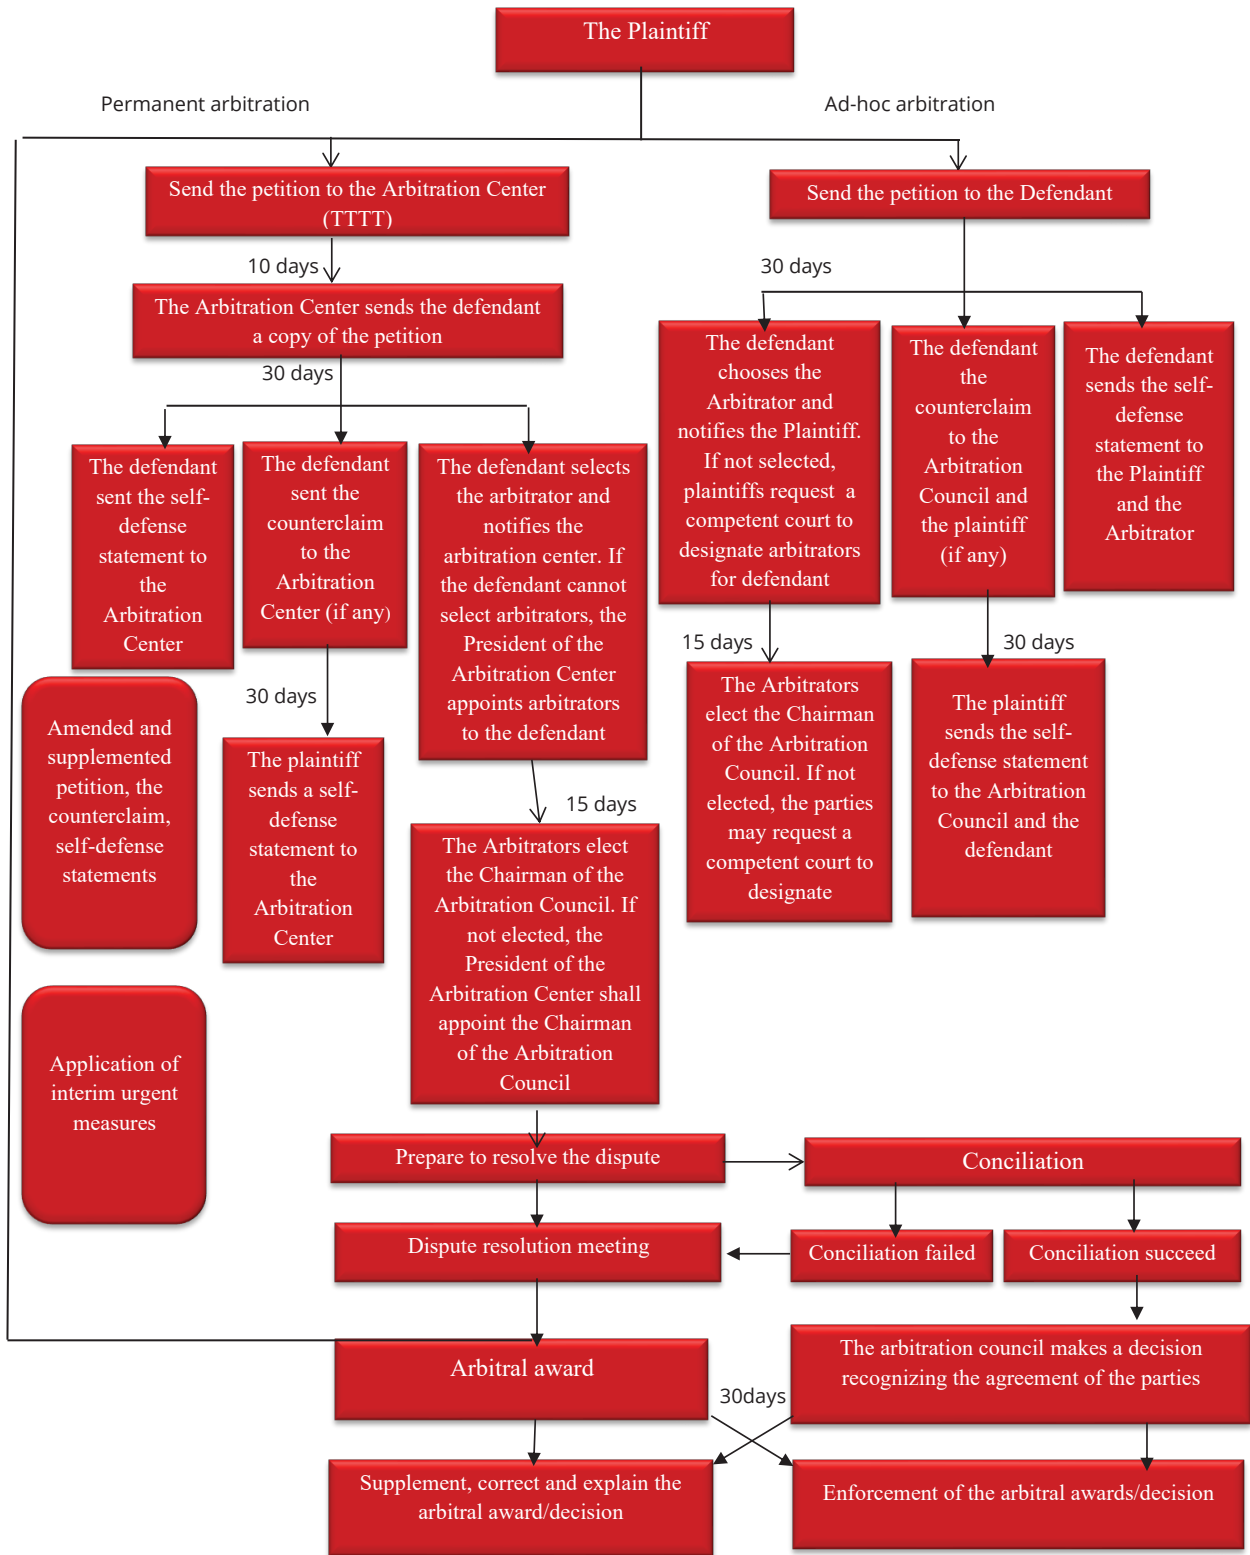 The Plaintiff
Permanent arbitration
Ad-hoc arbitration
Send the petition to the Arbitration Center
(TTTT)
Send the petition to the Defendant
10 days
30 days
The Arbitration Center sends the defendant
a copy of the petition
30 days
The defendant
sent the self-
defense
statement to
the
Arbitration
Center
The defendant
sent the
counterclaim
to the
Arbitration
Center (if any)
The defendant selects
the arbitrator and
notifies the
arbitration center. If
the defendant cannot
select arbitrators, the
President of the
Arbitration Center
appoints arbitrators
to the defendant
The defendant
chooses the
Arbitrator and
notifies the Plaintiff.
If not selected,
plaintiffs request a
competent court to
designate arbitrators
for defendant
The defendant
the
counterclaim
to the
Arbitration
Council and
the plaintiff
(if any)
The defendant
sends the self-
defense
statement to
the Plaintiff
and the
Arbitrator
15 days
30 days
30 days
Amended and
supplemented
petition, the
counterclaim,
self-defense
statements
The plaintiff
sends a self-
defense
statement to
the
Arbitration
Center
15 days
The Arbitrators elect
the Chairman of the
Arbitration Council. If
not elected, the
President of the
Arbitration Center shall
appoint the Chairman
of the Arbitration
Council
The Arbitrators
elect the Chairman
of the Arbitration
Council. If not
elected, the parties
may request a
competent court to
designate
The plaintiff
sends the self-
defense statement
to the Arbitration
Council and the
defendant
Application of
interim urgent
measures
Prepare to resolve the dispute
Conciliation
Dispute resolution meeting
Conciliation failed
Conciliation succeed
Arbitral award
The arbitration council makes a decision
recognizing the agreement of the parties
30days
Supplement, correct and explain the
arbitral award/decision
Enforcement of the arbitral awards/decision